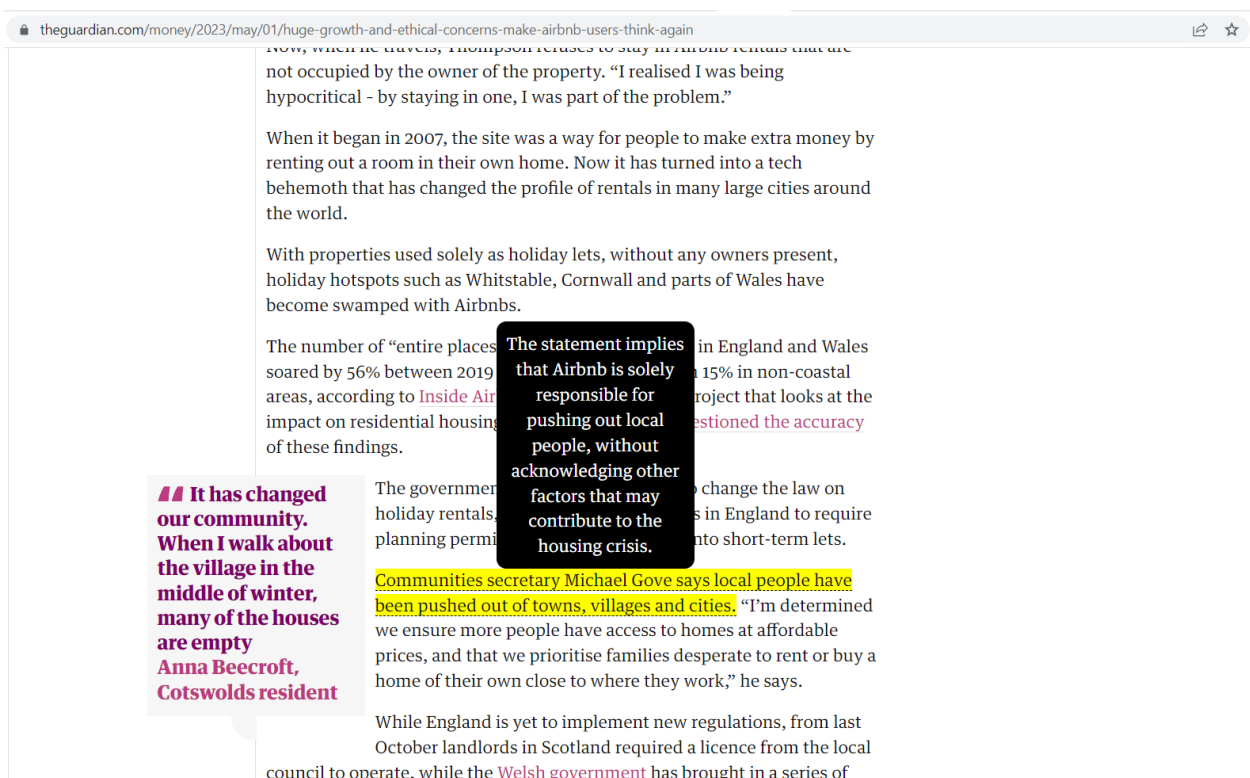 theguardian.com/money/2023/may/01/huge-growth-and-ethical-concerns-make-airbnb-users-think-again
Now, when he travels, Thompson refuses to stay in Airbnb rentals that are
not occupied by the owner of the property. “I realised I was being
hypocritical – by staying in one, I was part of the problem.”
When it began in 2007, the site was a way for people to make extra money by
renting out a room in their own home. Now it has turned into a tech
behemoth that has changed the profile of rentals in many large cities around
the world.
With properties used solely as holiday lets, without any owners present,
holiday hotspots such as Whitstable, Cornwall and parts of Wales have
become swamped with Airbnbs.
The number of “entire places in England and Wales
soared by 56% between 2019 15% in non-coastal
areas, according to Inside Air roject that looks at the
impact on residential housing estioned the accuracy
of these findings.
The statement implies
that Airbnb is solely
responsible for
pushing out local
people, without
acknowledging other
factors that may
contribute to the
housing crisis.
“ It has changed
our community.
When I walk about
the village in the
middle of winter,
many of the houses
are empty
Anna Beecroft,
Cotswolds resident
The governmen change the law on
holiday rentals, s in England to require
planning permi nto short-term lets.
Communities secretary Michael Gove says local people have
been pushed out of towns, villages and cities. “I’m determined
we ensure more people have access to homes at affordable
prices, and that we prioritise families desperate to rent or buy a
home of their own close to where they work,” he says.
While England is yet to implement new regulations, from last
October landlords in Scotland required a licence from the local
council to operate, while the Welsh government has brought in a series of